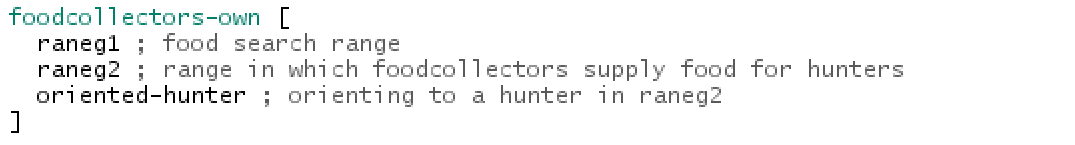 foodcollectors-own [
  raneg1 ; food search range
  raneg2 ; range in which foodcollectors supply food for hunters
  oriented-hunter ; orienting to a hunter in raneg2
]